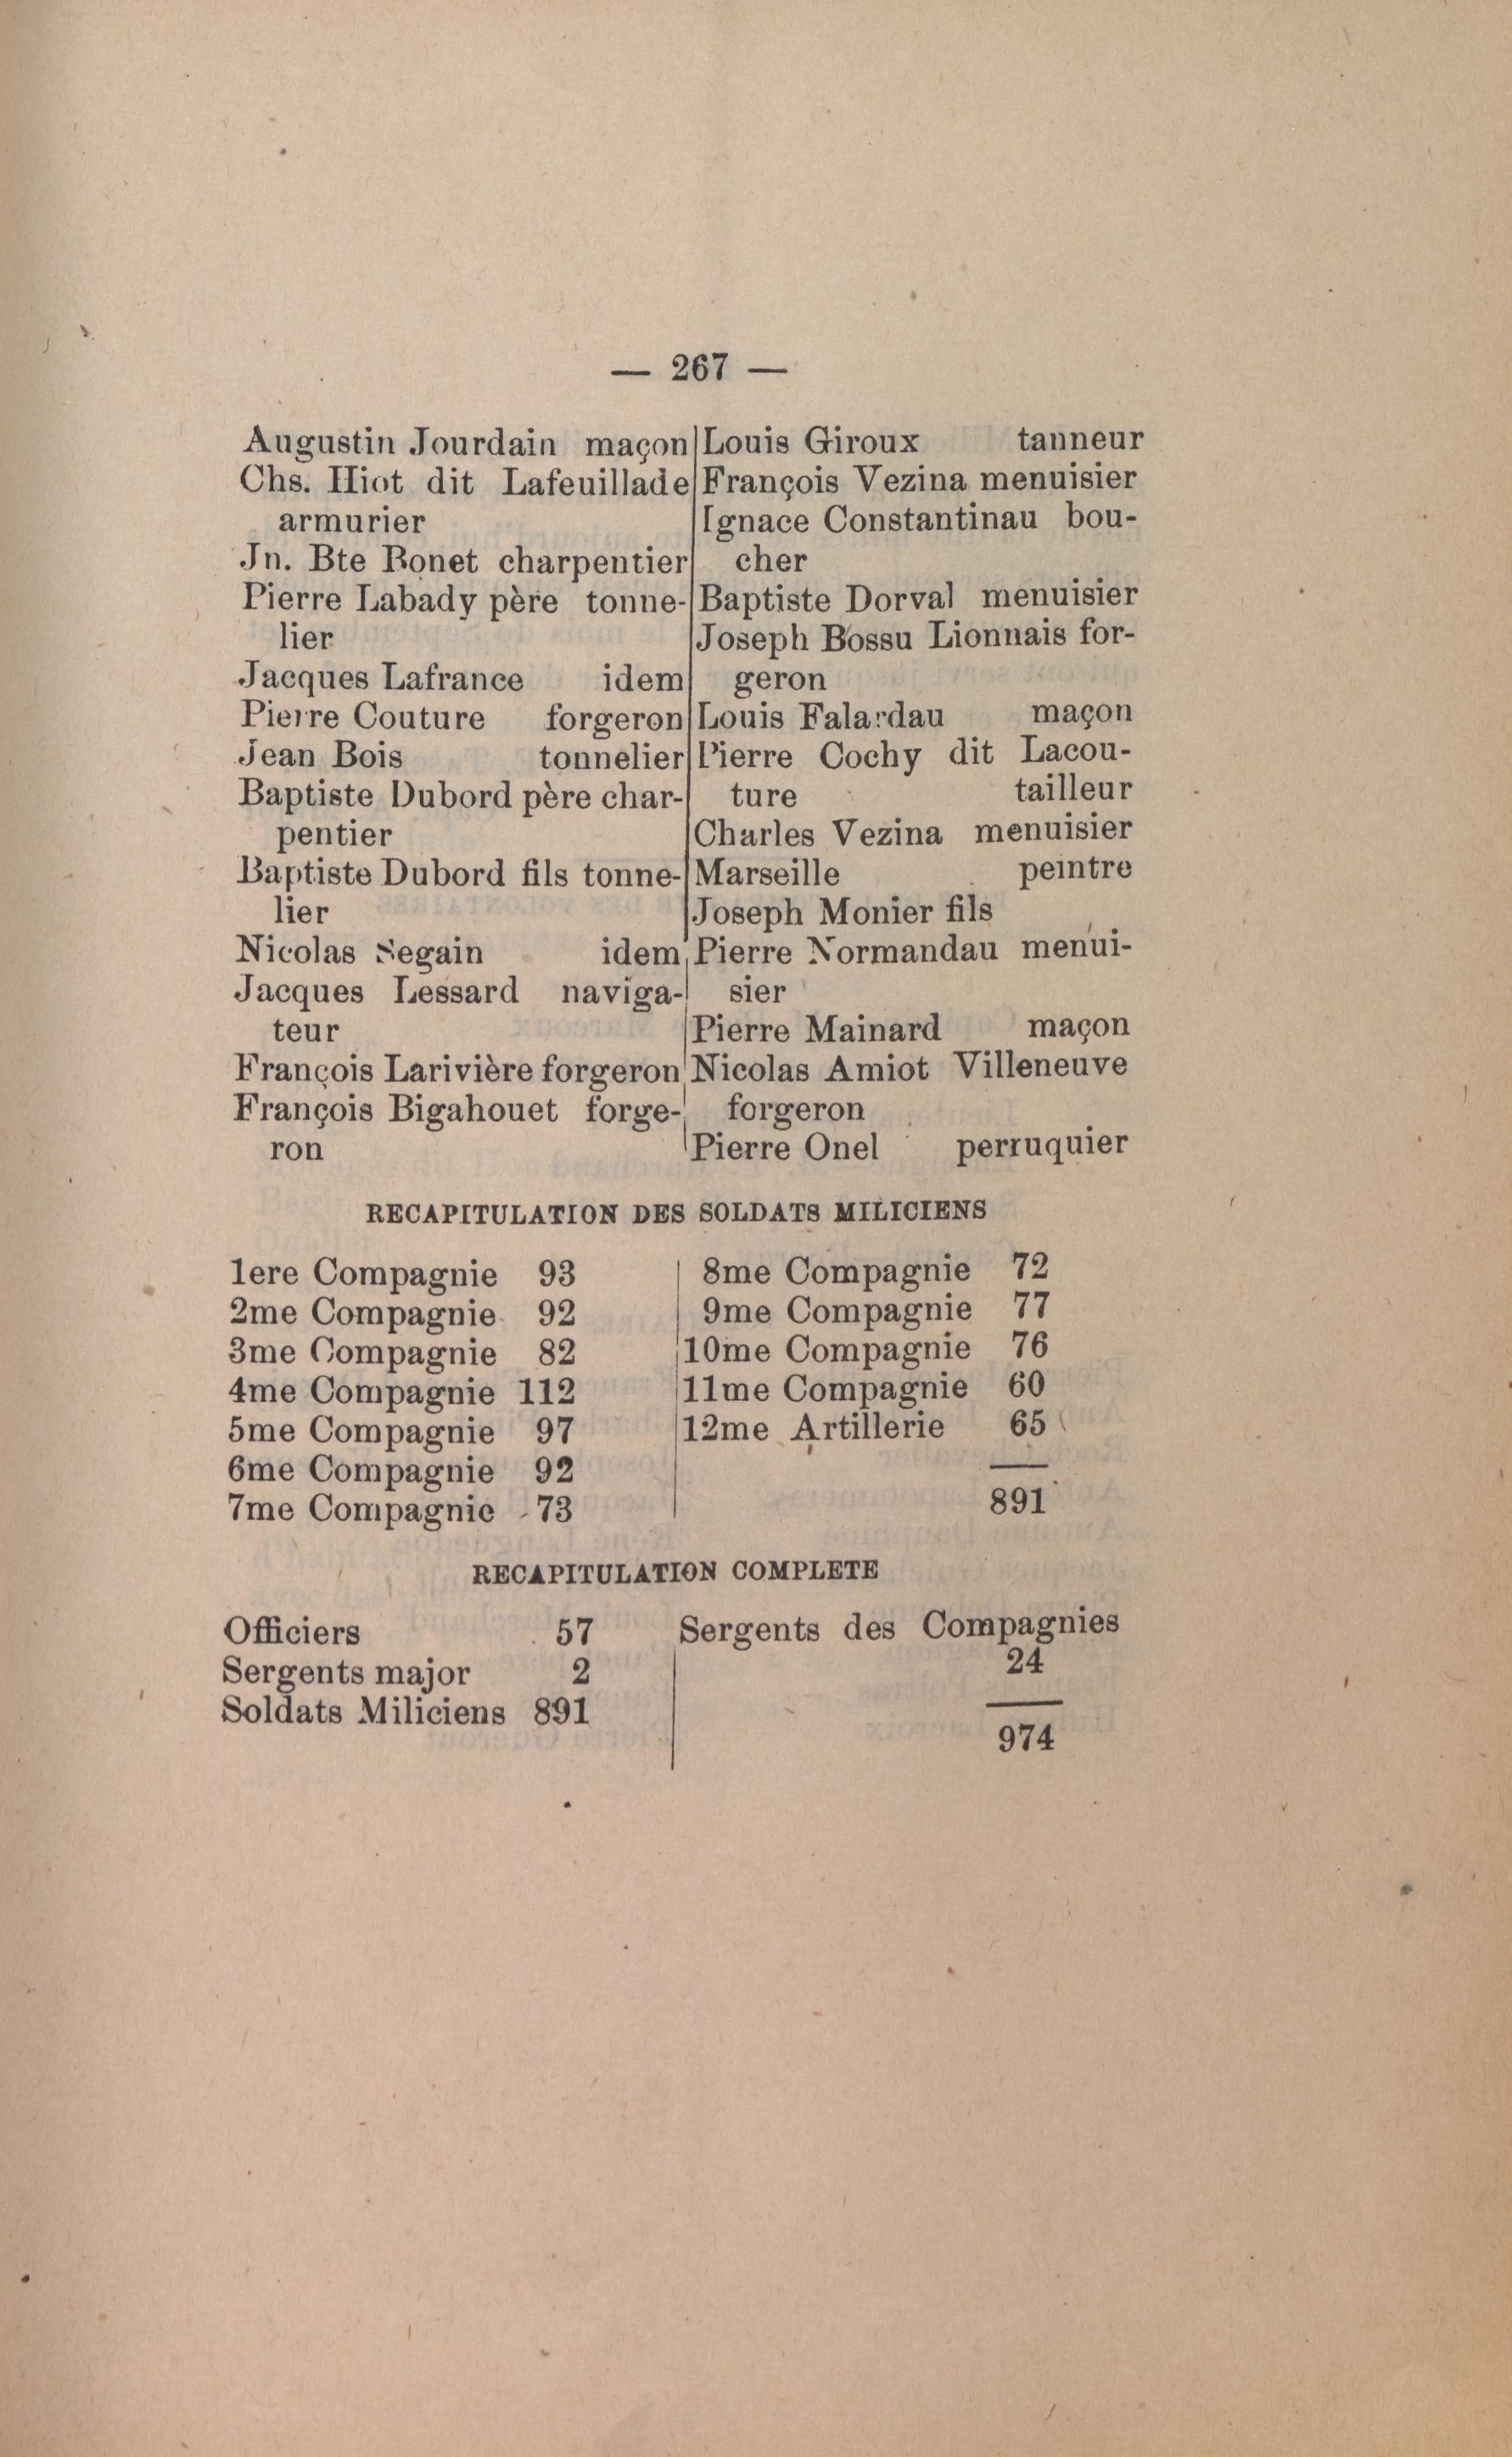 — 267 —
Augustin Jourdain maçon
Chs. Hiot dit Lafeuillade
armurier
Jn. Bte Bonet charpentier
Pierre Labady père tonne-
lier
Jacques Lafrance idem
Pierre Couture forgeron
Jean Bois tonnelier
Baptiste Dubord père char-
pentier
Baptiste Dubord fils tonne-
lier
Nicolas Segain idem
Jacques Lessard naviga-
teur
François Larivière forgeron
François Bigahouet forge-
ron
Louis Giroux tanneur
François Vezina menuisier
Ignace Constantinau bou-
cher
Baptiste Dorval menuisier
Joseph Bossu Lionnais for-
geron
Louis Falardau maçon
Pierre Cochy dit Lacou-
ture tailleur
Charles Vezina menuisier
Marseille peintre
Joseph Monier fils
Pierre Normandau menui-
sier
Pierre Mainard maçon
Nicolas Amiot Villeneuve
forgeron
Pierre Onel perruquier
RECAPITULATION DES SOLDATS MILICIENS
1ere Compagnie 93
2me Compagnie 92
3me Compagnie 82
4me Compagnie 112
5me Compagnie 97
6me Compagnie 92
7me Compagnie 73
8me Compagnie 72
9me Compagnie 77
10me Compagnie 76
11me Compagnie 60
12me Artillerie 65
891
RECAPITULATION COMPLETE
Officiers 57
Sergents major 2
Soldats Miliciens 891
Sergents des Compagnies
24
974